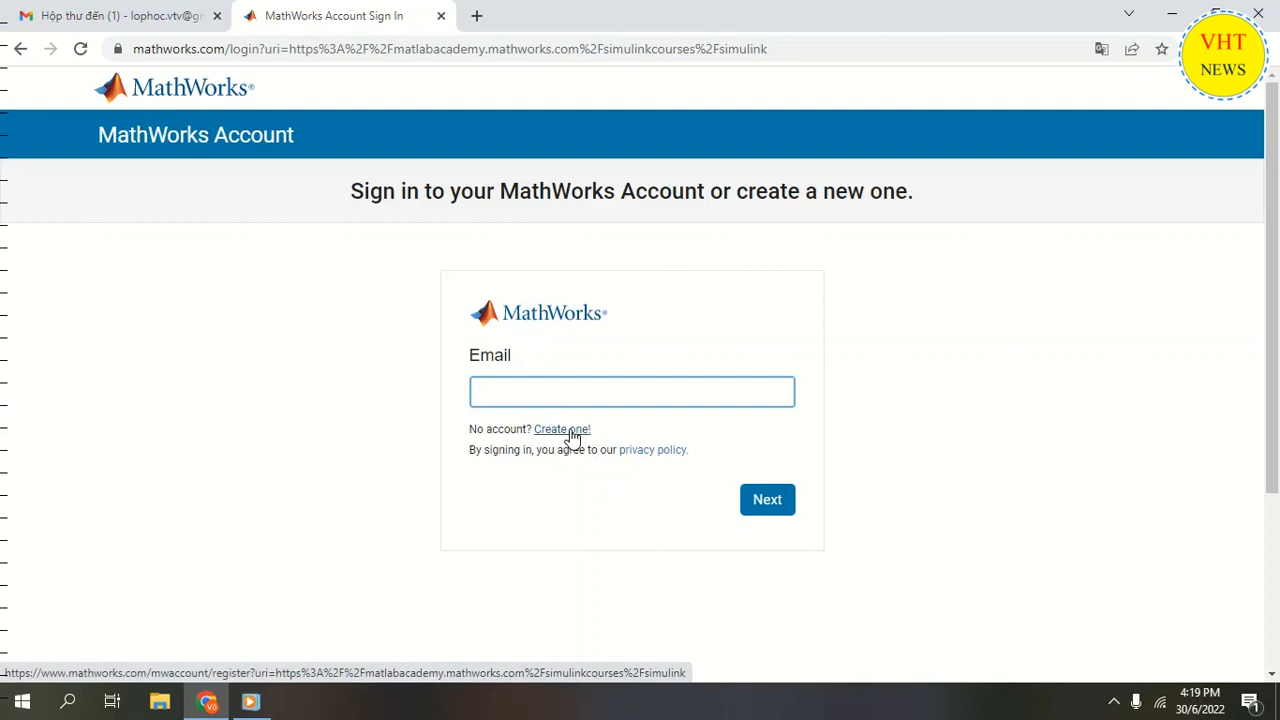 Hộp thư đến (1) - lophoc.vtv@gr
MathWorks Account Sign In
mathworks.com/login?uri=https%3A%2F%2Fmatlabacademy.mathworks.com%2Fsimulinkcourses%2Fsimulink
VHT
NEWS
MathWorks®
MathWorks Account
Sign in to your MathWorks Account or create a new one.
MathWorks®
Email
No account? Create one!
By signing in, you agree to our privacy policy.
Next
https://www.mathworks.com/mwaccount/register?uri=https%3A%2F%2Fmatlabacademy.mathworks.com%2Fsimulinkcourses%2Fsimulink
4:19 PM
30/6/2022